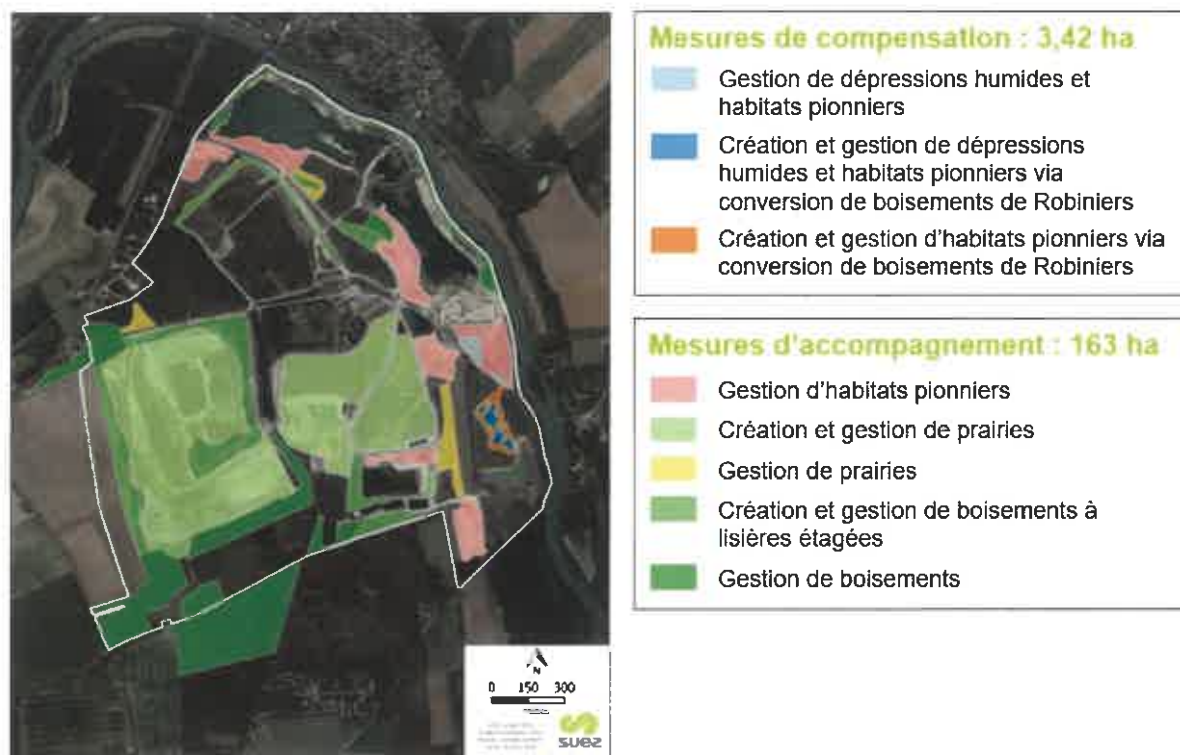 Mesures de compensation : 3,42 ha
Gestion de dépressions humides et
habitats pionniers
Création et gestion de dépressions
humides et habitats pionniers via
conversion de boisements de Robiniers
Création et gestion d'habitats pionniers via
conversion de boisements de Robiniers
Mesures d'accompagnement : 163 ha
Gestion d'habitats pionniers
Création et gestion de prairies
Gestion de prairies
Création et gestion de boisements à
lisières étagées
Gestion de boisements
N
0 150 300
suez